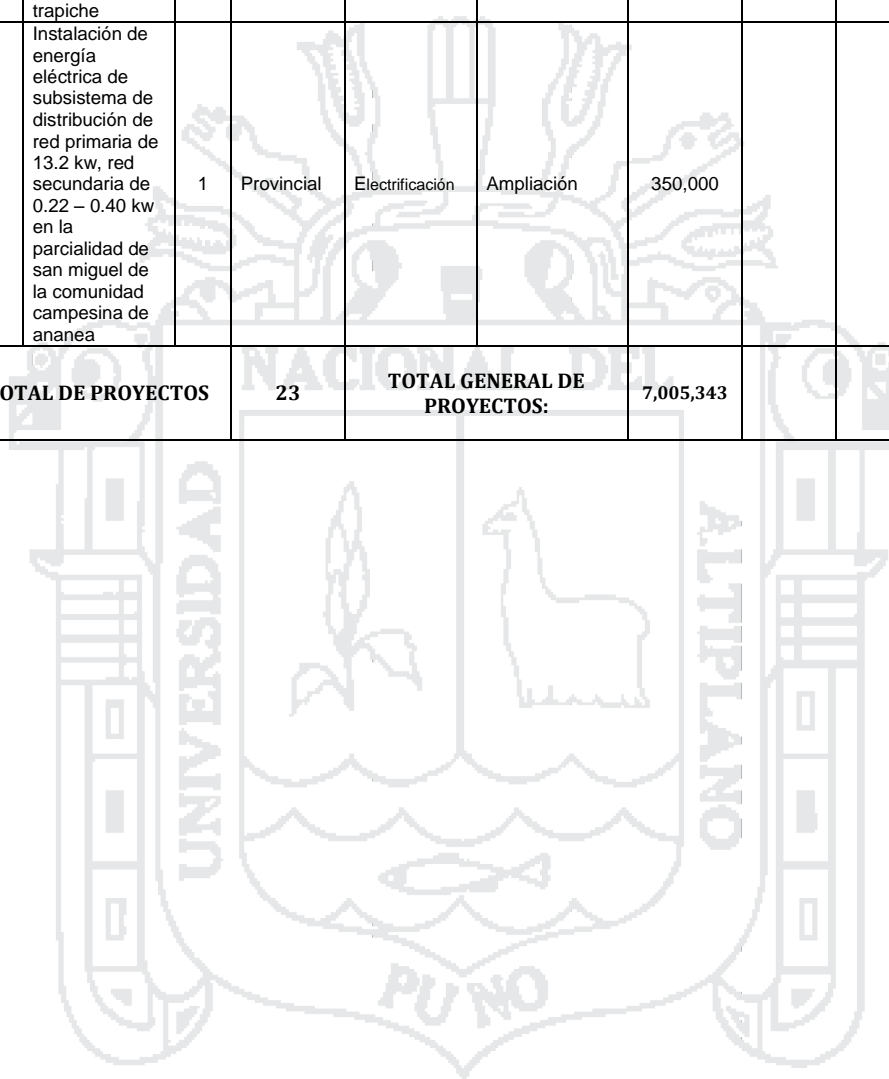 trapiche
Instalación de
energía
eléctrica de
subsistema de
distribución de
red primaria de
13.2 kw, red
secundaria de
0.22 – 0.40 kw
en la
parcialidad de
san miguel de
la comunidad
campesina de
ananea
1
Provincial
Electrificación
Ampliación
350,000
OTAL DE PROYECTOS
23
TOTAL GENERAL DE
PROYECTOS:
7,005,343
NACIONAL DEL
UNIVERSIDAD
ALTIPLANO
PUNO